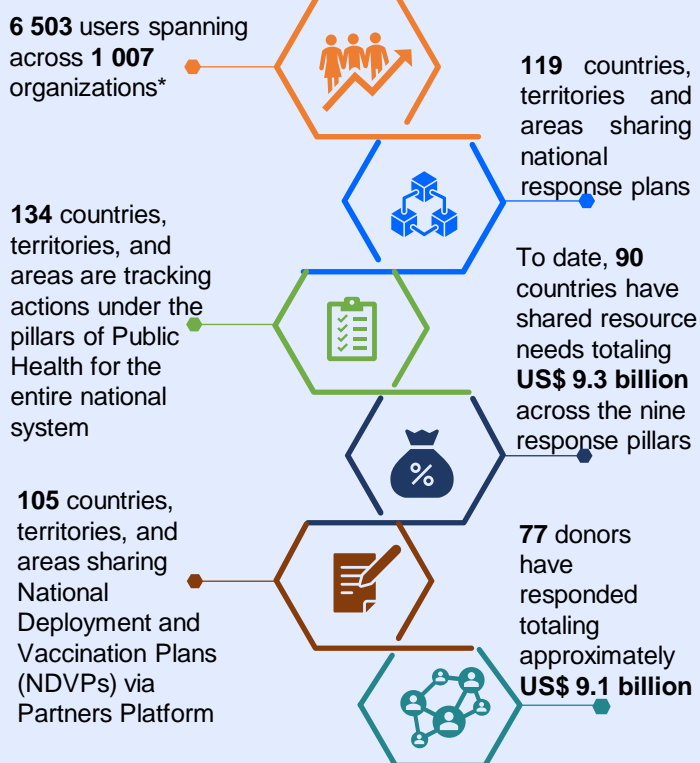 6 503 users spanning
across 1 007
organizations*
119 countries,
territories and
areas sharing
national
response plans
134 countries,
territories, and
areas are tracking
actions under the
pillars of Public
Health for the
entire national
system
To date, 90
countries have
shared resource
needs totaling
US$ 9.3 billion
across the nine
response pillars
105 countries,
territories, and
areas sharing
National
Deployment and
Vaccination Plans
(NDVPs) via
Partners Platform
77 donors
have
responded
totaling
approximately
US$ 9.1 billion
%